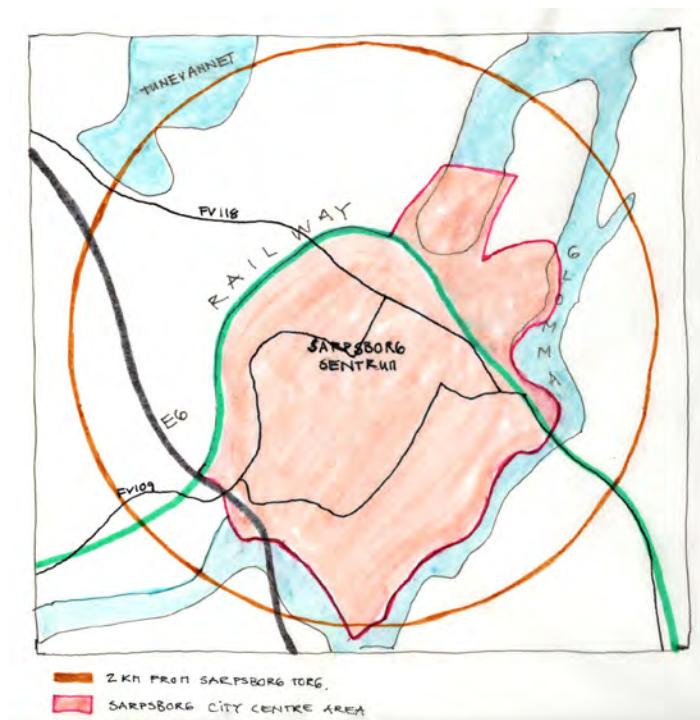 TUNEVANNET
FV118
RAILWAY
GLOMMA
SARPSBORG
SENTRUM
E6
FV109
2 KM FROM SARPSBORG TORG.
SARPSBORG CITY CENTRE AREA